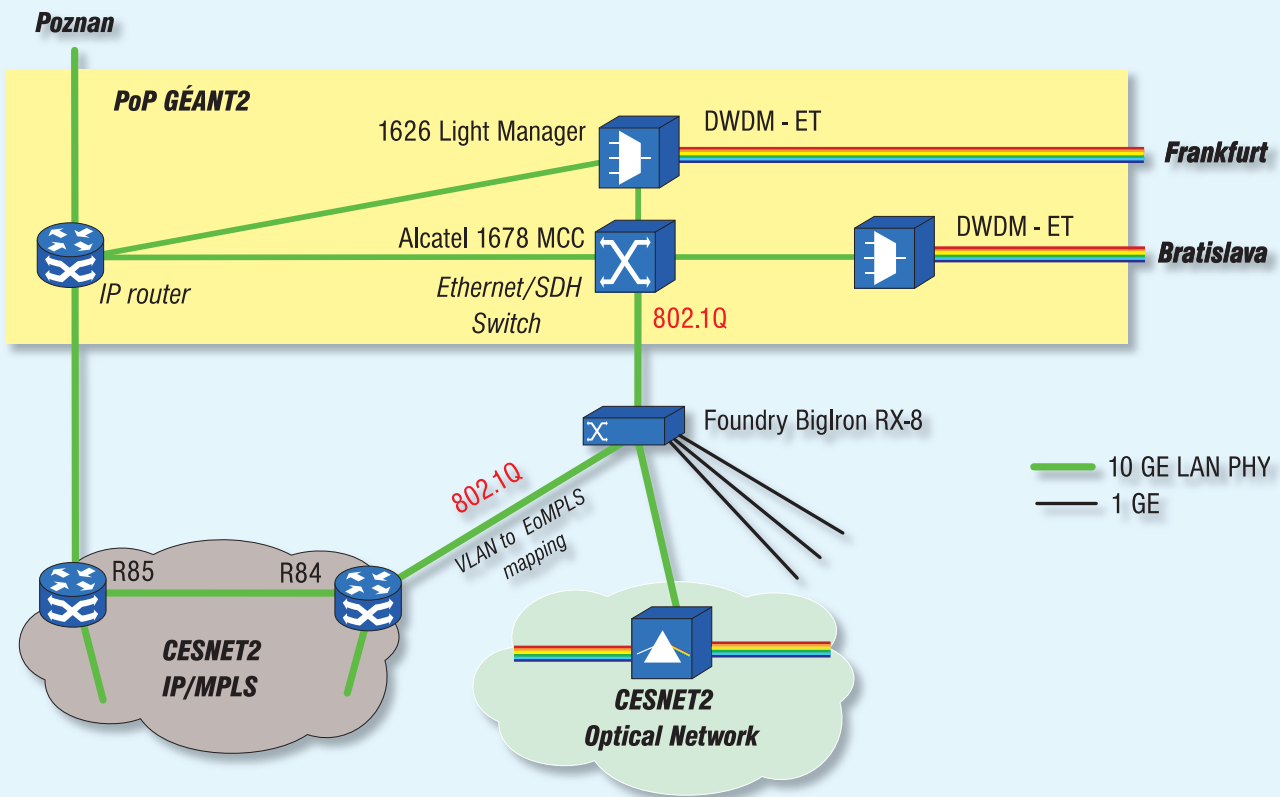 Poznan
PoP GÉANT2
1626 Light Manager
DWDM - ET
Frankfurt
Alcatel 1678 MCC
DWDM - ET
Bratislava
IP router
Ethernet/SDH
Switch
802.1Q
Foundry BigIron RX-8
10 GE LAN PHY
1 GE
802.1Q
VLAN to EoMPLS
mapping
R85
R84
CESNET2
IP/MPLS
CESNET2
Optical Network